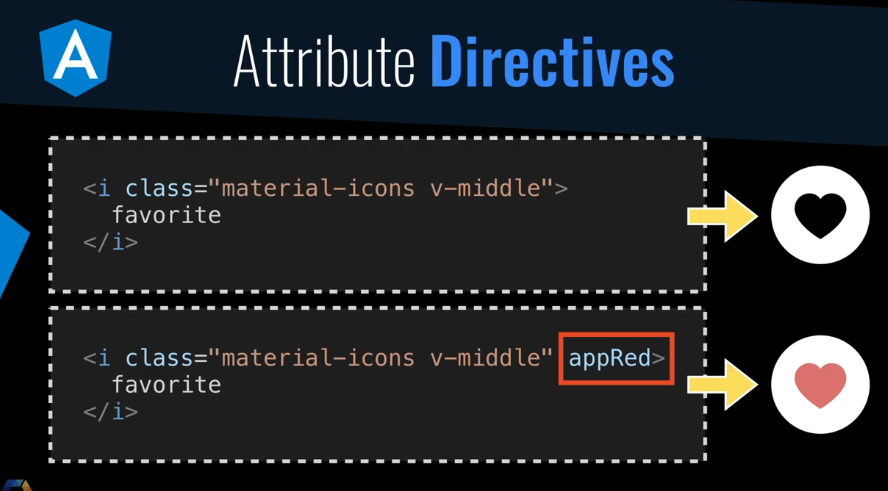 A
Attribute Directives
<i class="material-icons v-middle">
favorite
</i>
<i class="material-icons v-middle" appRed>
favorite
</i>